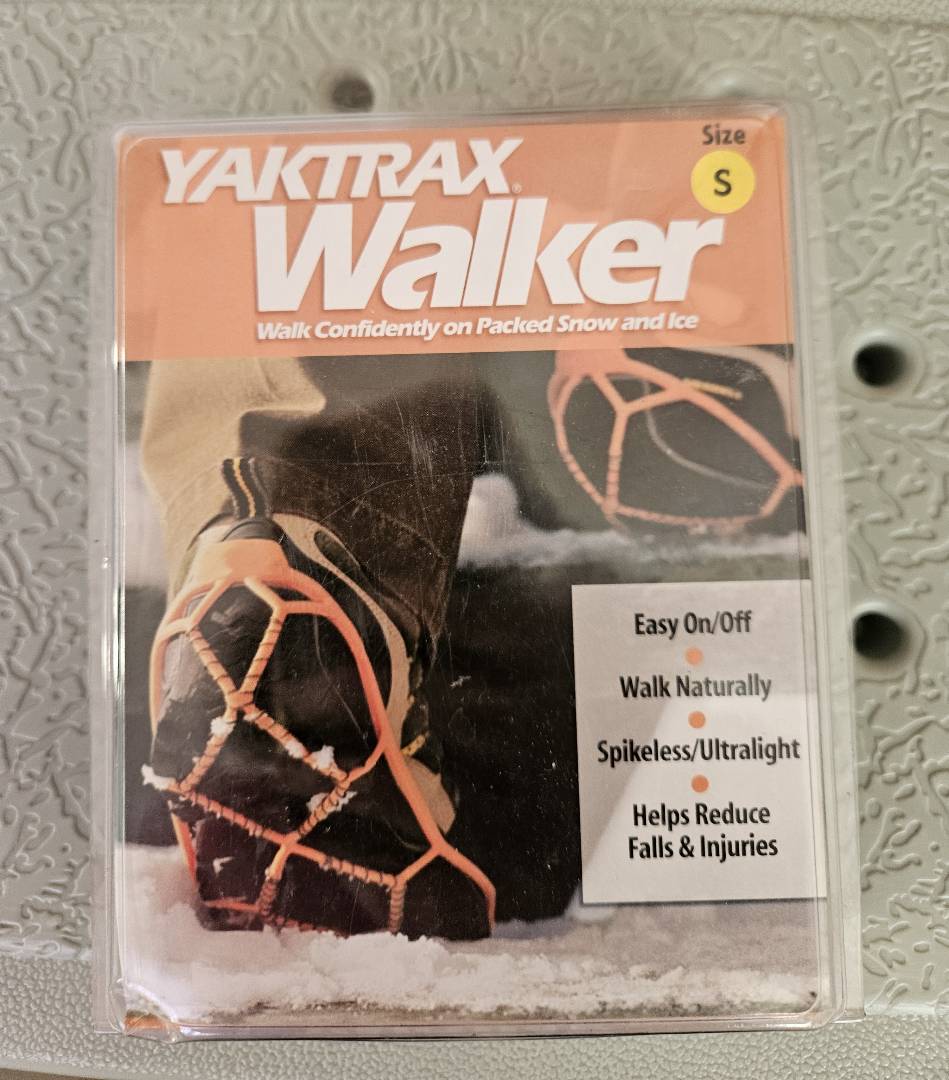 Size
S
YAKTRAX®
Walker
Walk Confidently on Packed Snow and Ice
Easy On/Off
Walk Naturally
Spikeless/Ultralight
Helps Reduce
Falls & Injuries